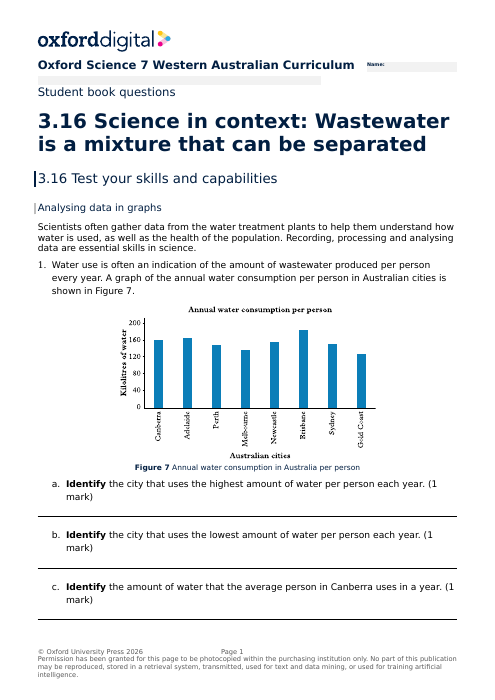 oxforddigital
Oxford Science 7 Western Australian Curriculum
Name:
Student book questions
3.16 Science in context: Wastewater
is a mixture that can be separated
3.16 Test your skills and capabilities
Analysing data in graphs
Scientists often gather data from the water treatment plants to help them understand how
water is used, as well as the health of the population. Recording, processing and analysing
data are essential skills in science.
1. Water use is often an indication of the amount of wastewater produced per person
every year. A graph of the annual water consumption per person in Australian cities is
shown in Figure 7.
Annual water consumption per person
Kilolitres of water
200
160
120
80
40
0
Canberra
Adelaide
Perth
Melbourne
Newcastle
Brisbane
Sydney
Gold Coast
Australian cities
Figure 7 Annual water consumption in Australia per person
a. Identify the city that uses the highest amount of water per person each year. (1
mark)
b. Identify the city that uses the lowest amount of water per person each year. (1
mark)
c. Identify the amount of water that the average person in Canberra uses in a year. (1
mark)
© Oxford University Press 2026 Page 1
Permission has been granted for this page to be photocopied within the purchasing institution only. No part of this publication
may be reproduced, stored in a retrieval system, transmitted, used for text and data mining, or used for training artificial
intelligence.